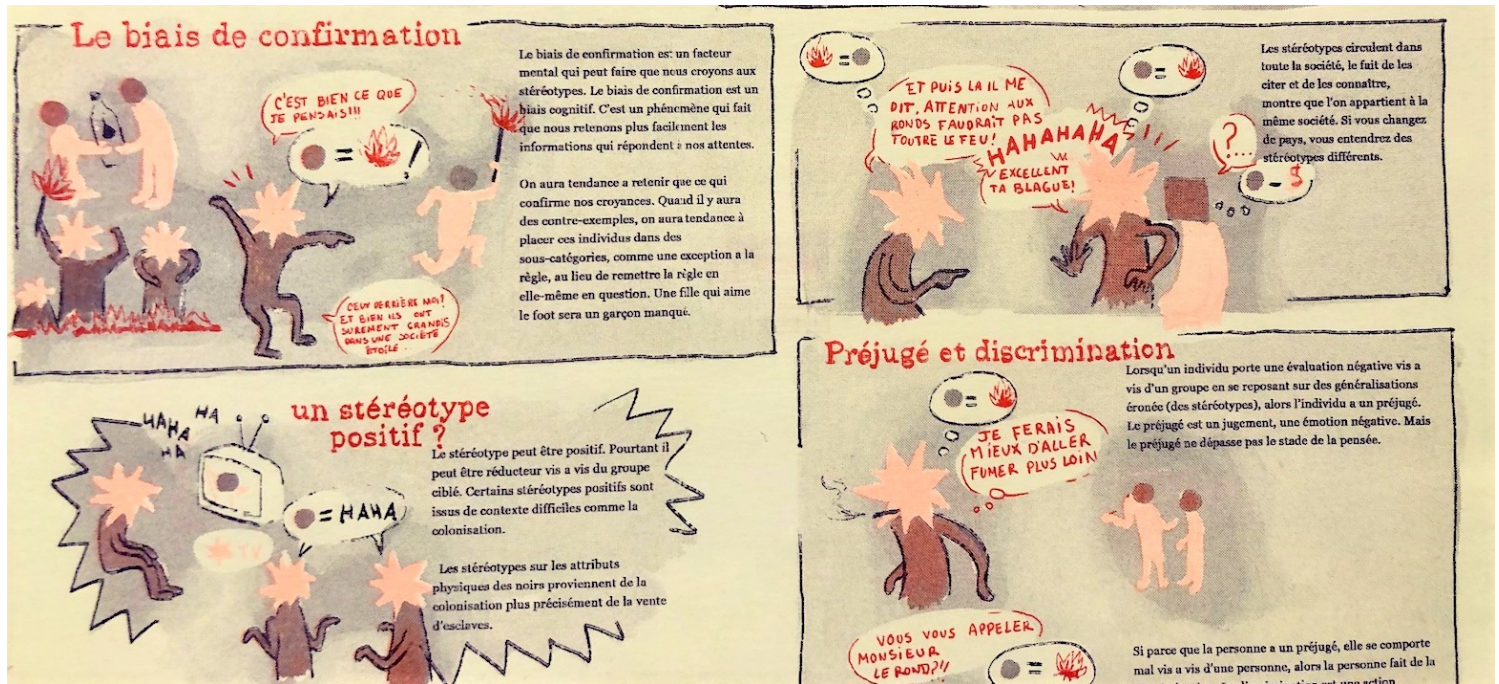 Le biais de confirmation
C'EST BIEN CE QUE
JE PENSAIS!!!
= !
CEUX DERRIÈRE MOI?
ET BIEN ILS ONT
SUREMENT GRANDIS
DANS UNE SOCIÉTÉ
ÉTOILÉ.
Le biais de confirmation est un facteur
mental qui peut faire que nous croyons aux
stéréotypes. Le biais de confirmation est un
biais cognitif. C'est un phénomène qui fait
que nous retenons plus facilement les
informations qui répondent à nos attentes.
On aura tendance a retenir que ce qui
confirme nos croyances. Quand il y aura
des contre-exemples, on aura tendance à
placer ces individus dans des
sous-catégories, comme une exception a la
règle, au lieu de remettre la règle en
elle-même en question. Une fille qui aime
le foot sera un garçon manqué.
un stéréotype
positif ?
HAHA HA
HA
HA
TV
= HAHA
Le stéréotype peut être positif. Pourtant il
peut être réducteur vis a vis du groupe
ciblé. Certains stéréotypes positifs sont
issus de contexte difficiles comme la
colonisation.
Les stéréotypes sur les attributs
physiques des noirs proviennent de la
colonisation plus précisément de la vente
d'esclaves.
=
ET PUIS LA IL ME
DIT, ATTENTION AUX
RONDS FAUDRAIT PAS
FOUTRE LE FEU!
=
HAHAHAHA
EXCELLENT
TA BLAGUE!
?...
= $
Les stéréotypes circulent dans
toute la société, le fait de les
citer et de les connaître,
montre que l'on appartient à la
même société. Si vous changez
de pays, vous entendrez des
stéréotypes différents.
Préjugé et discrimination
=
JE FERAIS
MIEUX D'ALLER
FUMER PLUS LOIN
Lorsqu'un individu porte une évaluation négative vis a
vis d'un groupe en se reposant sur des généralisations
éronée (des stéréotypes), alors l'individu a un préjugé.
Le préjugé est un jugement, une émotion négative. Mais
le préjugé ne dépasse pas le stade de la pensée.
VOUS VOUS APPELER
MONSIEUR
LE ROND?!!
=
Si parce que la personne a un préjugé, elle se comporte
mal vis a vis d'une personne, alors la personne fait de la
discrimination est une action